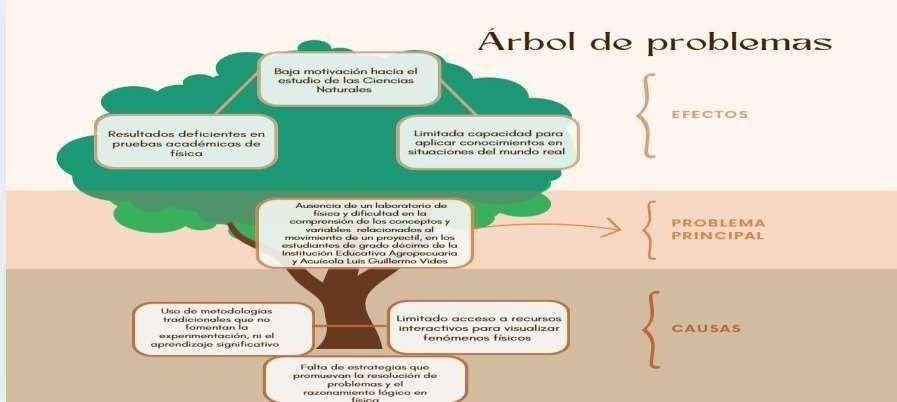 Árbol de problemas
Baja motivación hacia el
estudio de las Ciencias
Naturales
Resultados deficientes en
pruebas académicas de
física
Limitada capacidad para
aplicar conocimientos en
situaciones del mundo real
EFECTOS
Ausencia de un laboratorio de
física y dificultad en la
comprensión de los conceptos y
variables relacionados al
movimiento de un proyectil, en los
estudiantes de grado décimo de la
Institución Educativa Agropecuaria
y Acuícola Luis Guillermo Vides
PROBLEMA
PRINCIPAL
Uso de metodologías
tradicionales que no
fomentan la
experimentación, ni el
aprendizaje significativo
Limitado acceso a recursos
interactivos para visualizar
fenómenos físicos
CAUSAS
Falta de estrategias que
promuevan la resolución de
problemas y el
razonamiento lógico en
física